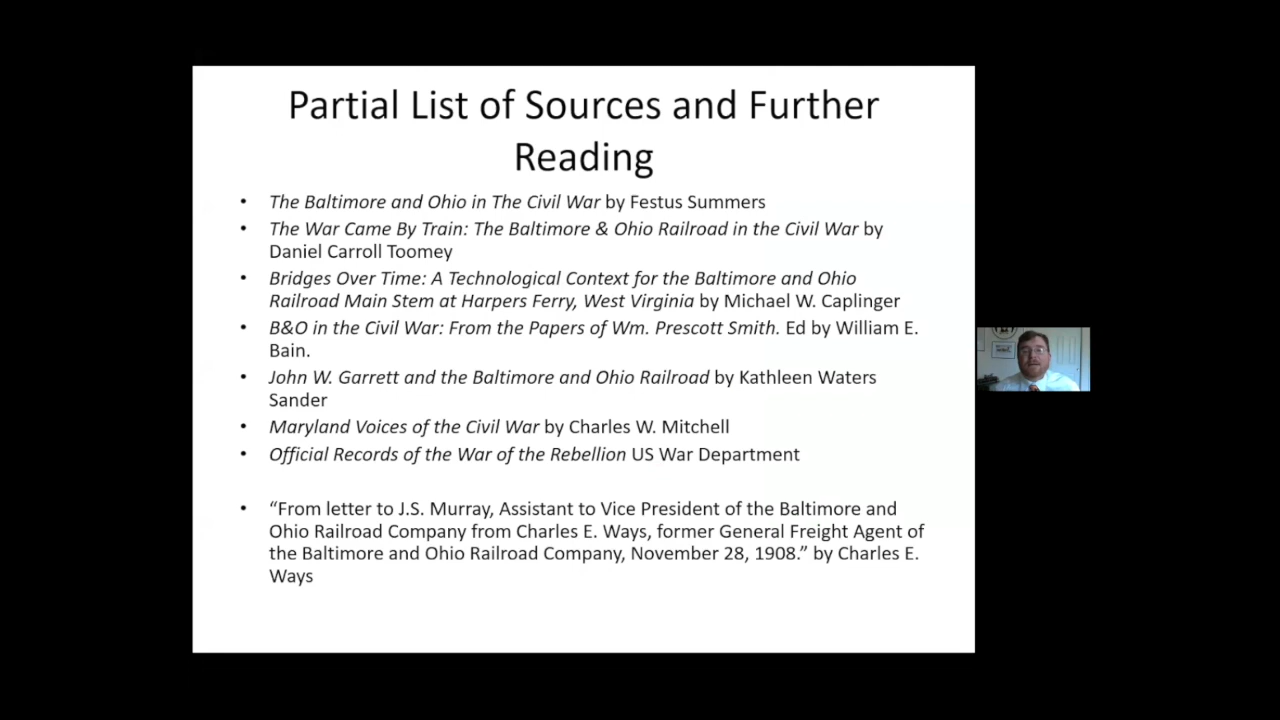 Partial List of Sources and Further
Reading
• The Baltimore and Ohio in The Civil War by Festus Summers
• The War Came By Train: The Baltimore & Ohio Railroad in the Civil War by
Daniel Carroll Toomey
• Bridges Over Time: A Technological Context for the Baltimore and Ohio
Railroad Main Stem at Harpers Ferry, West Virginia by Michael W. Caplinger
• B&O in the Civil War: From the Papers of Wm. Prescott Smith. Ed by William E.
Bain.
• John W. Garrett and the Baltimore and Ohio Railroad by Kathleen Waters
Sander
• Maryland Voices of the Civil War by Charles W. Mitchell
• Official Records of the War of the Rebellion US War Department
• “From letter to J.S. Murray, Assistant to Vice President of the Baltimore and
Ohio Railroad Company from Charles E. Ways, former General Freight Agent of
the Baltimore and Ohio Railroad Company, November 28, 1908.” by Charles E.
Ways